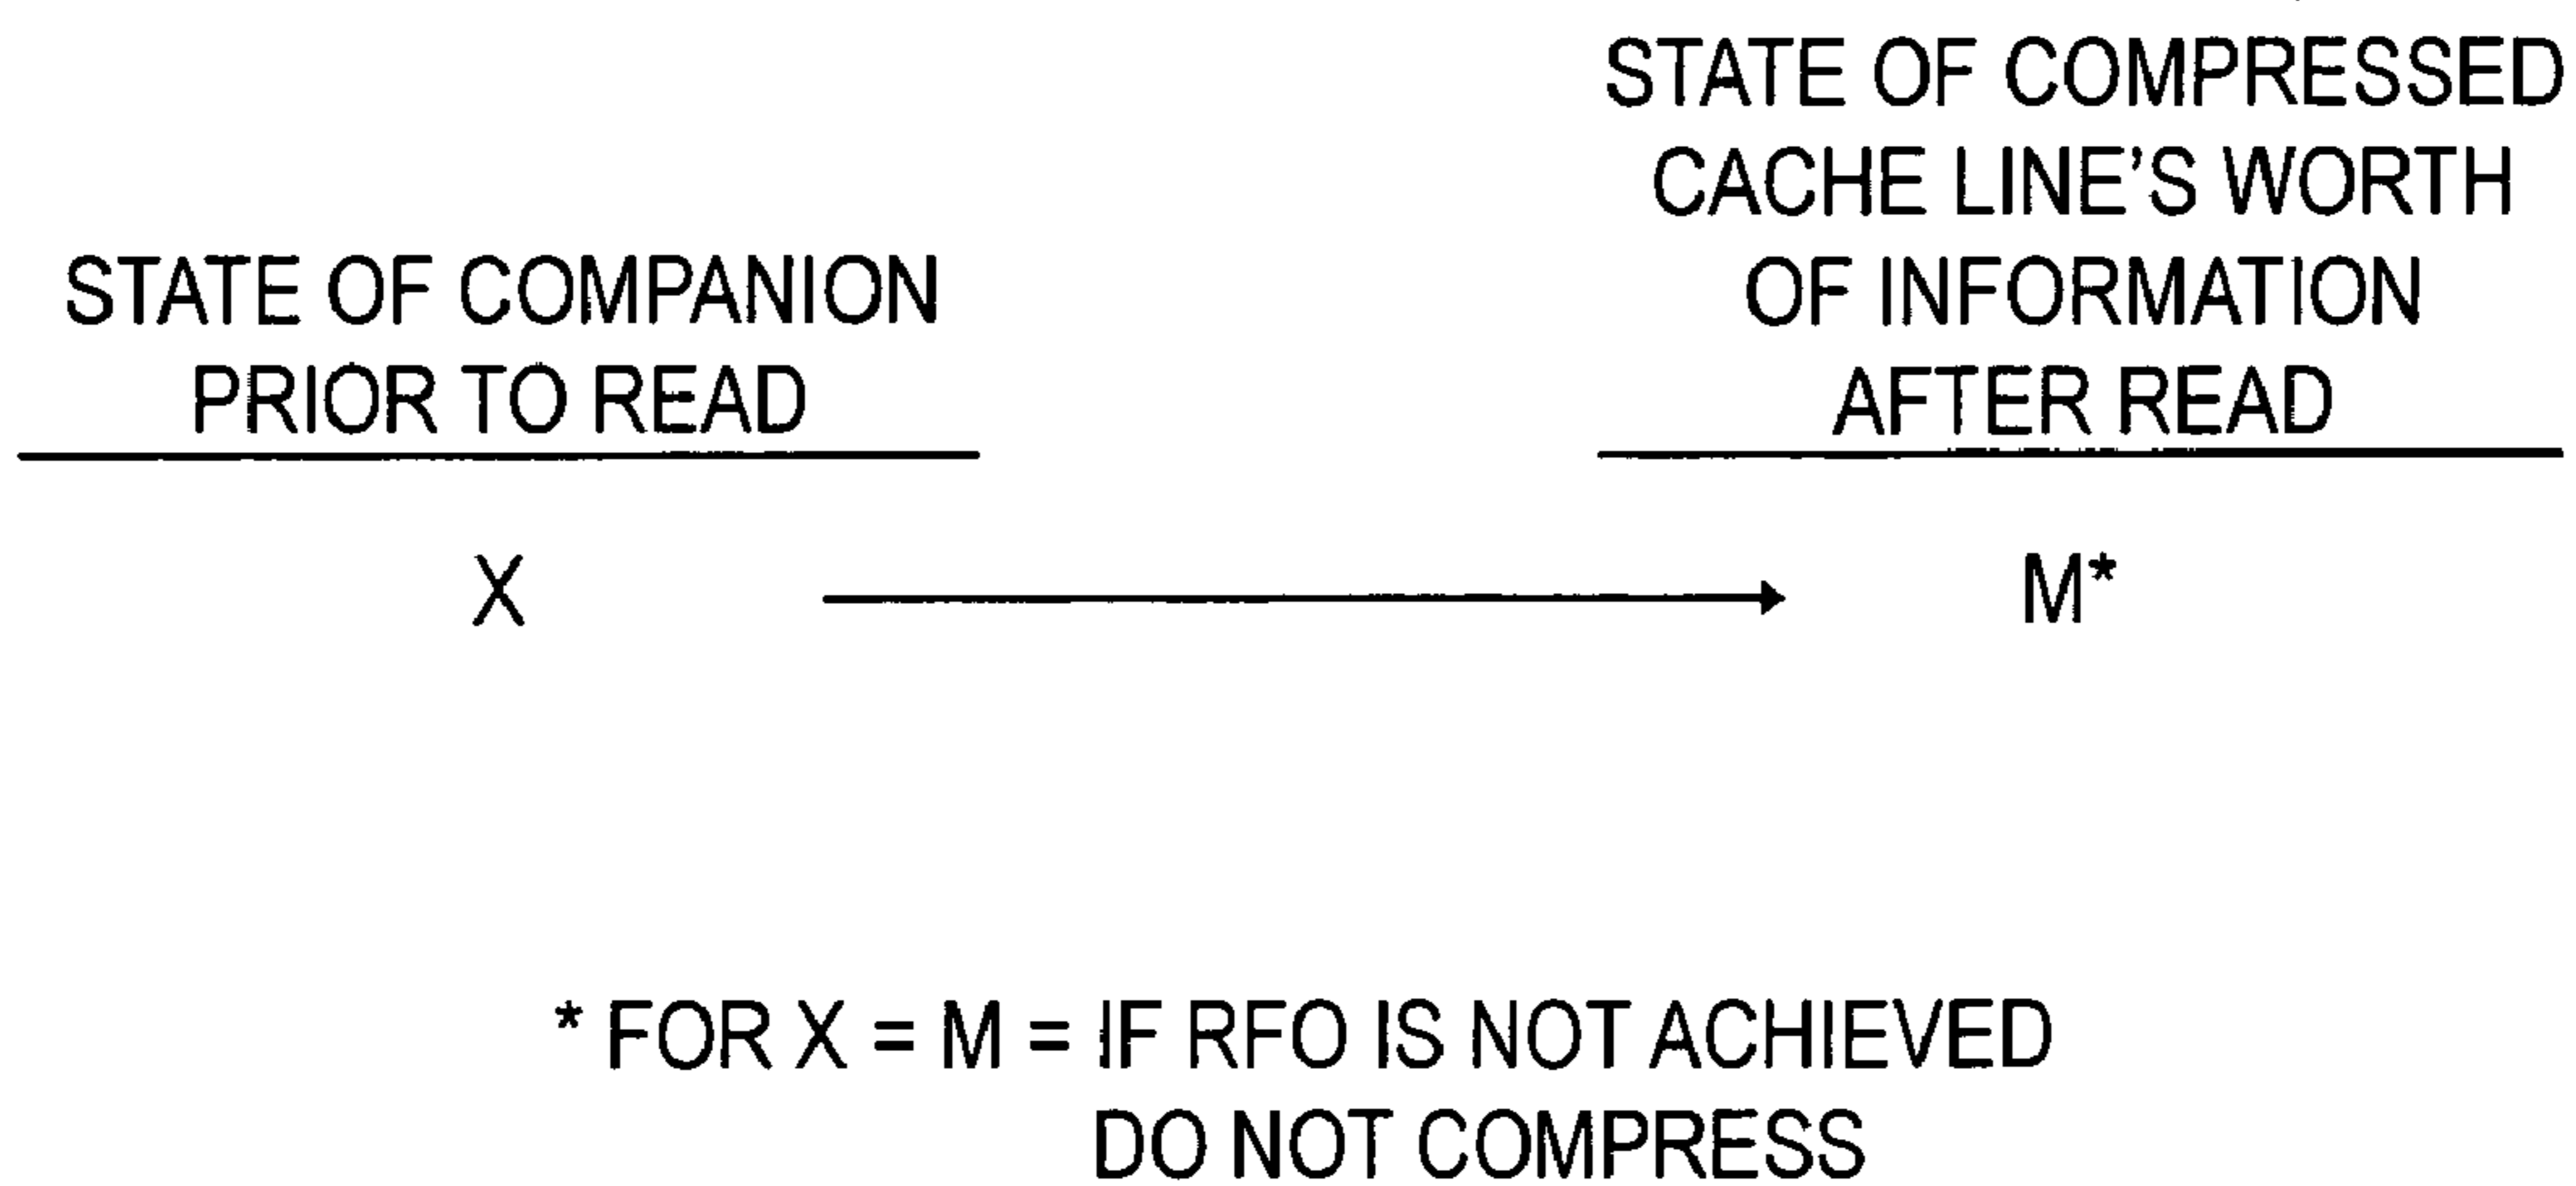 STATE OF COMPANION
PRIOR TO READ
STATE OF COMPRESSED
CACHE LINE'S WORTH
OF INFORMATION
AFTER READ
X
M*
* FOR X = M = IF RFO IS NOT ACHIEVED
DO NOT COMPRESS